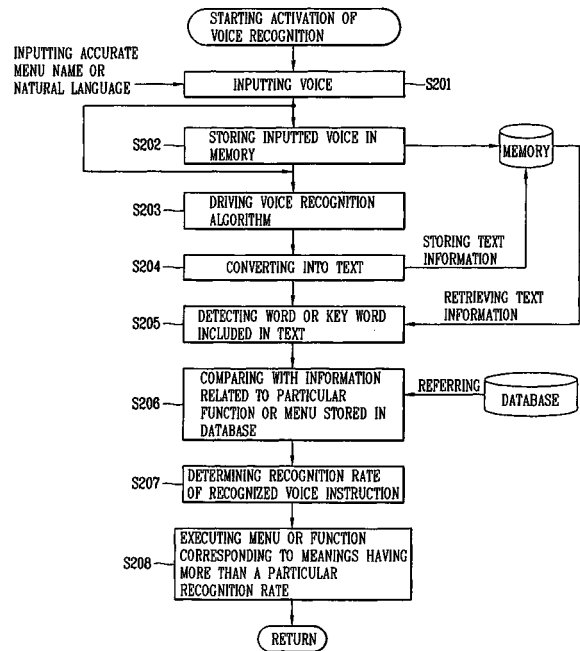 STARTING ACTIVATION OF
VOICE RECOGNITION
INPUTTING ACCURATE
MENU NAME OR
NATURAL LANGUAGE
INPUTTING VOICE
S201
S202
STORING INPUTTED VOICE IN
MEMORY
MEMORY
S203
DRIVING VOICE RECOGNITION
ALGORITHM
STORING TEXT
INFORMATION
S204
CONVERTING INTO TEXT
RETRIEVING TEXT
INFORMATION
S205
DETECTING WORD OR KEY WORD
INCLUDED IN TEXT
S206
COMPARING WITH INFORMATION
RELATED TO PARTICULAR
FUNCTION OR MENU STORED IN
DATABASE
REFERRING
DATABASE
S207
DETERMINING RECOGNITION RATE
OF RECOGNIZED VOICE INSTRUCTION
S208
EXECUTING MENU OR FUNCTION
CORRESPONDING TO MEANINGS HAVING
MORE THAN A PARTICULAR
RECOGNITION RATE
RETURN